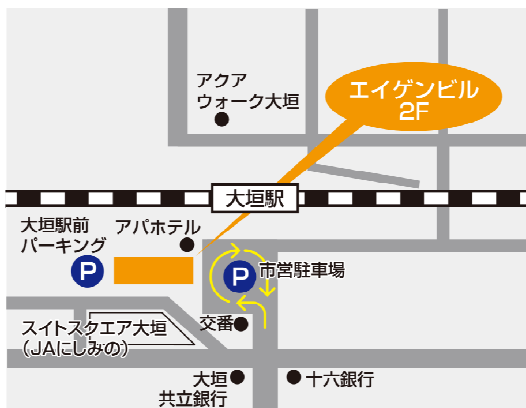 アクア
ウォーク大垣
エイゲンビル
2F
大垣駅
大垣駅前
パーキング
アパホテル
P
P
市営駐車場
交番
スイトスクエア大垣
(JAにしみの)
大垣
共立銀行
十六銀行